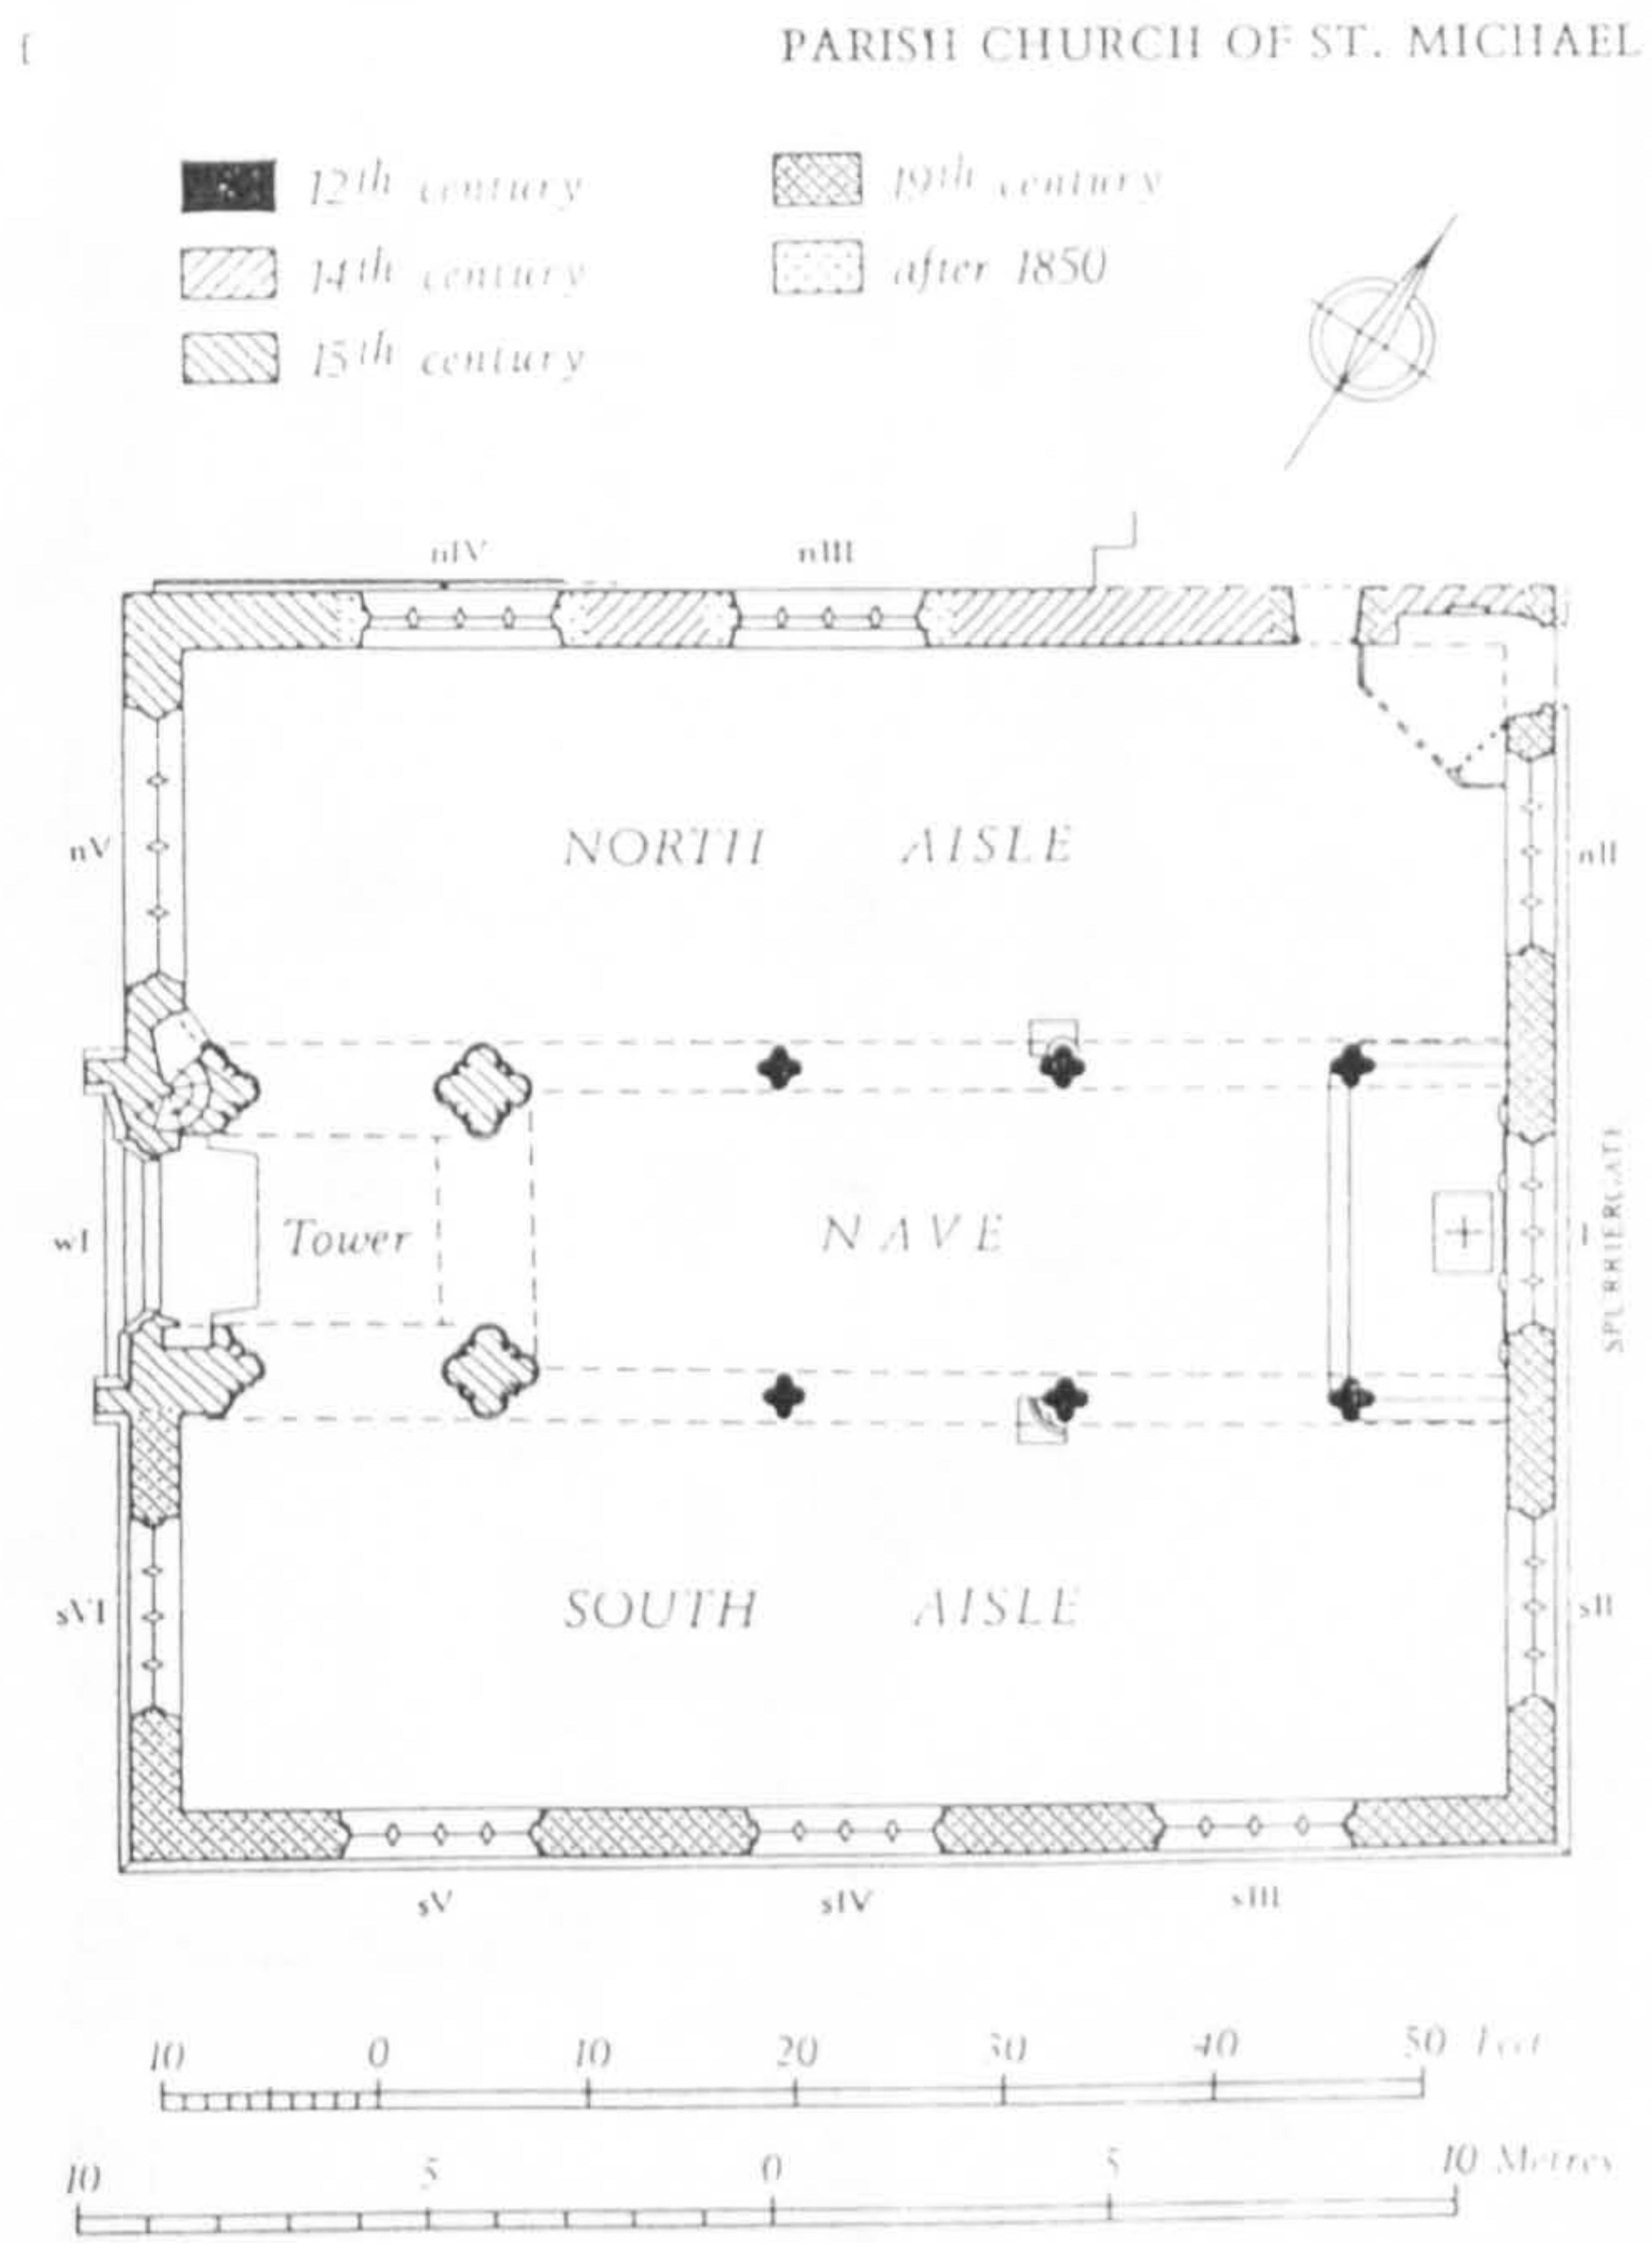 PARISH CHURCH OF ST. MICHAEL
12th century
14th century
15th century
19th century
after 1850
nIV
nIII
nV
NORTH AISLE
nII
wI
Tower
NAVE
I
SPURRIERGATE
sVI
SOUTH AISLE
sII
sV
sIV
sIII
10 0 10 20 30 40 50 Feet
10 5 0 5 10 Metres